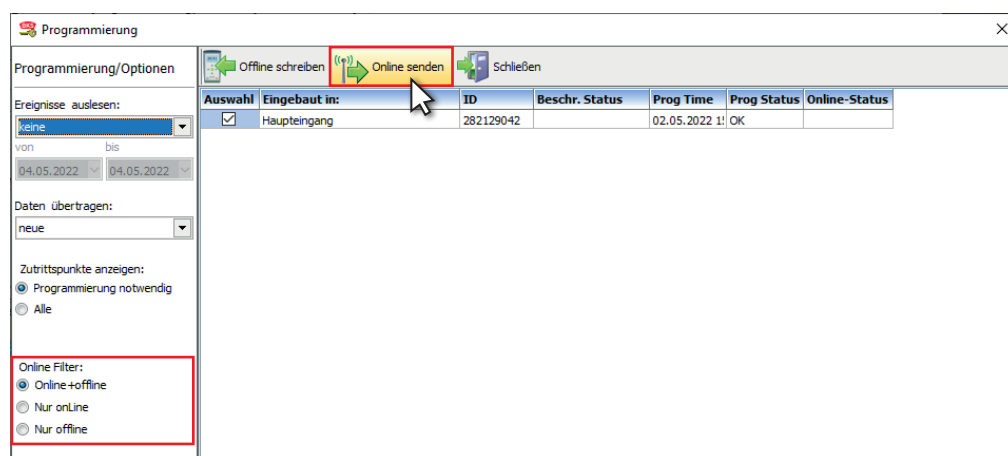 Programmierung
Programmierung/Optionen
Offline schreiben
Online senden
Schließen
Ereignisse auslesen:
keine
von bis
04.05.2022 04.05.2022
Daten übertragen:
neue
Zutrittspunkte anzeigen:
Programmierung notwendig
Alle
Online Filter:
Online+offline
Nur onLine
Nur offline
Auswahl Eingebaut in: ID Beschr. Status Prog Time Prog Status Online-Status
Haupteingang 282129042 02.05.2022 OK